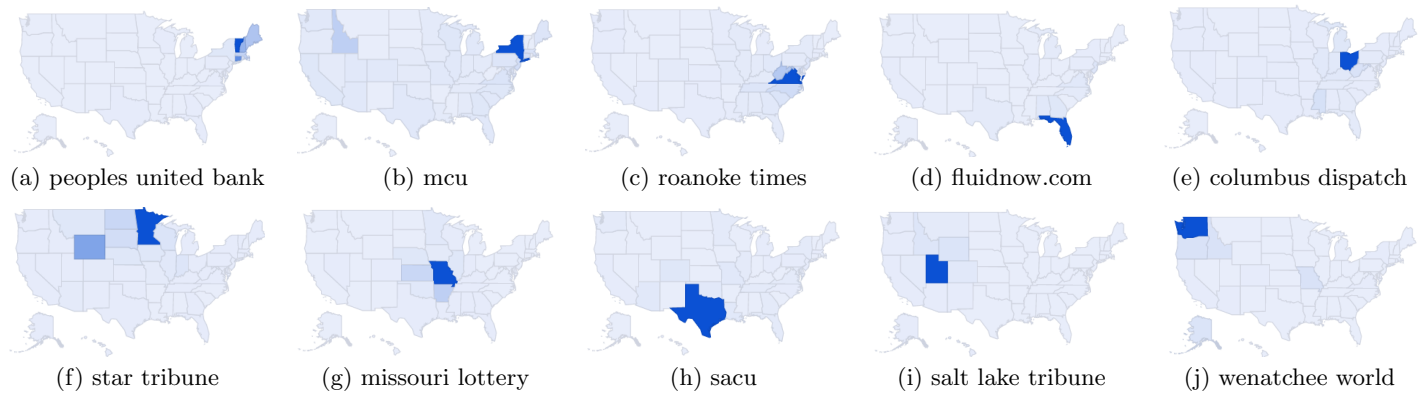 (a) peoples united bank
(b) mcu
(c) roanoke times
(d) fluidnow.com
(e) columbus dispatch
(f) star tribune
(g) missouri lottery
(h) sacu
(i) salt lake tribune
(j) wenatchee world